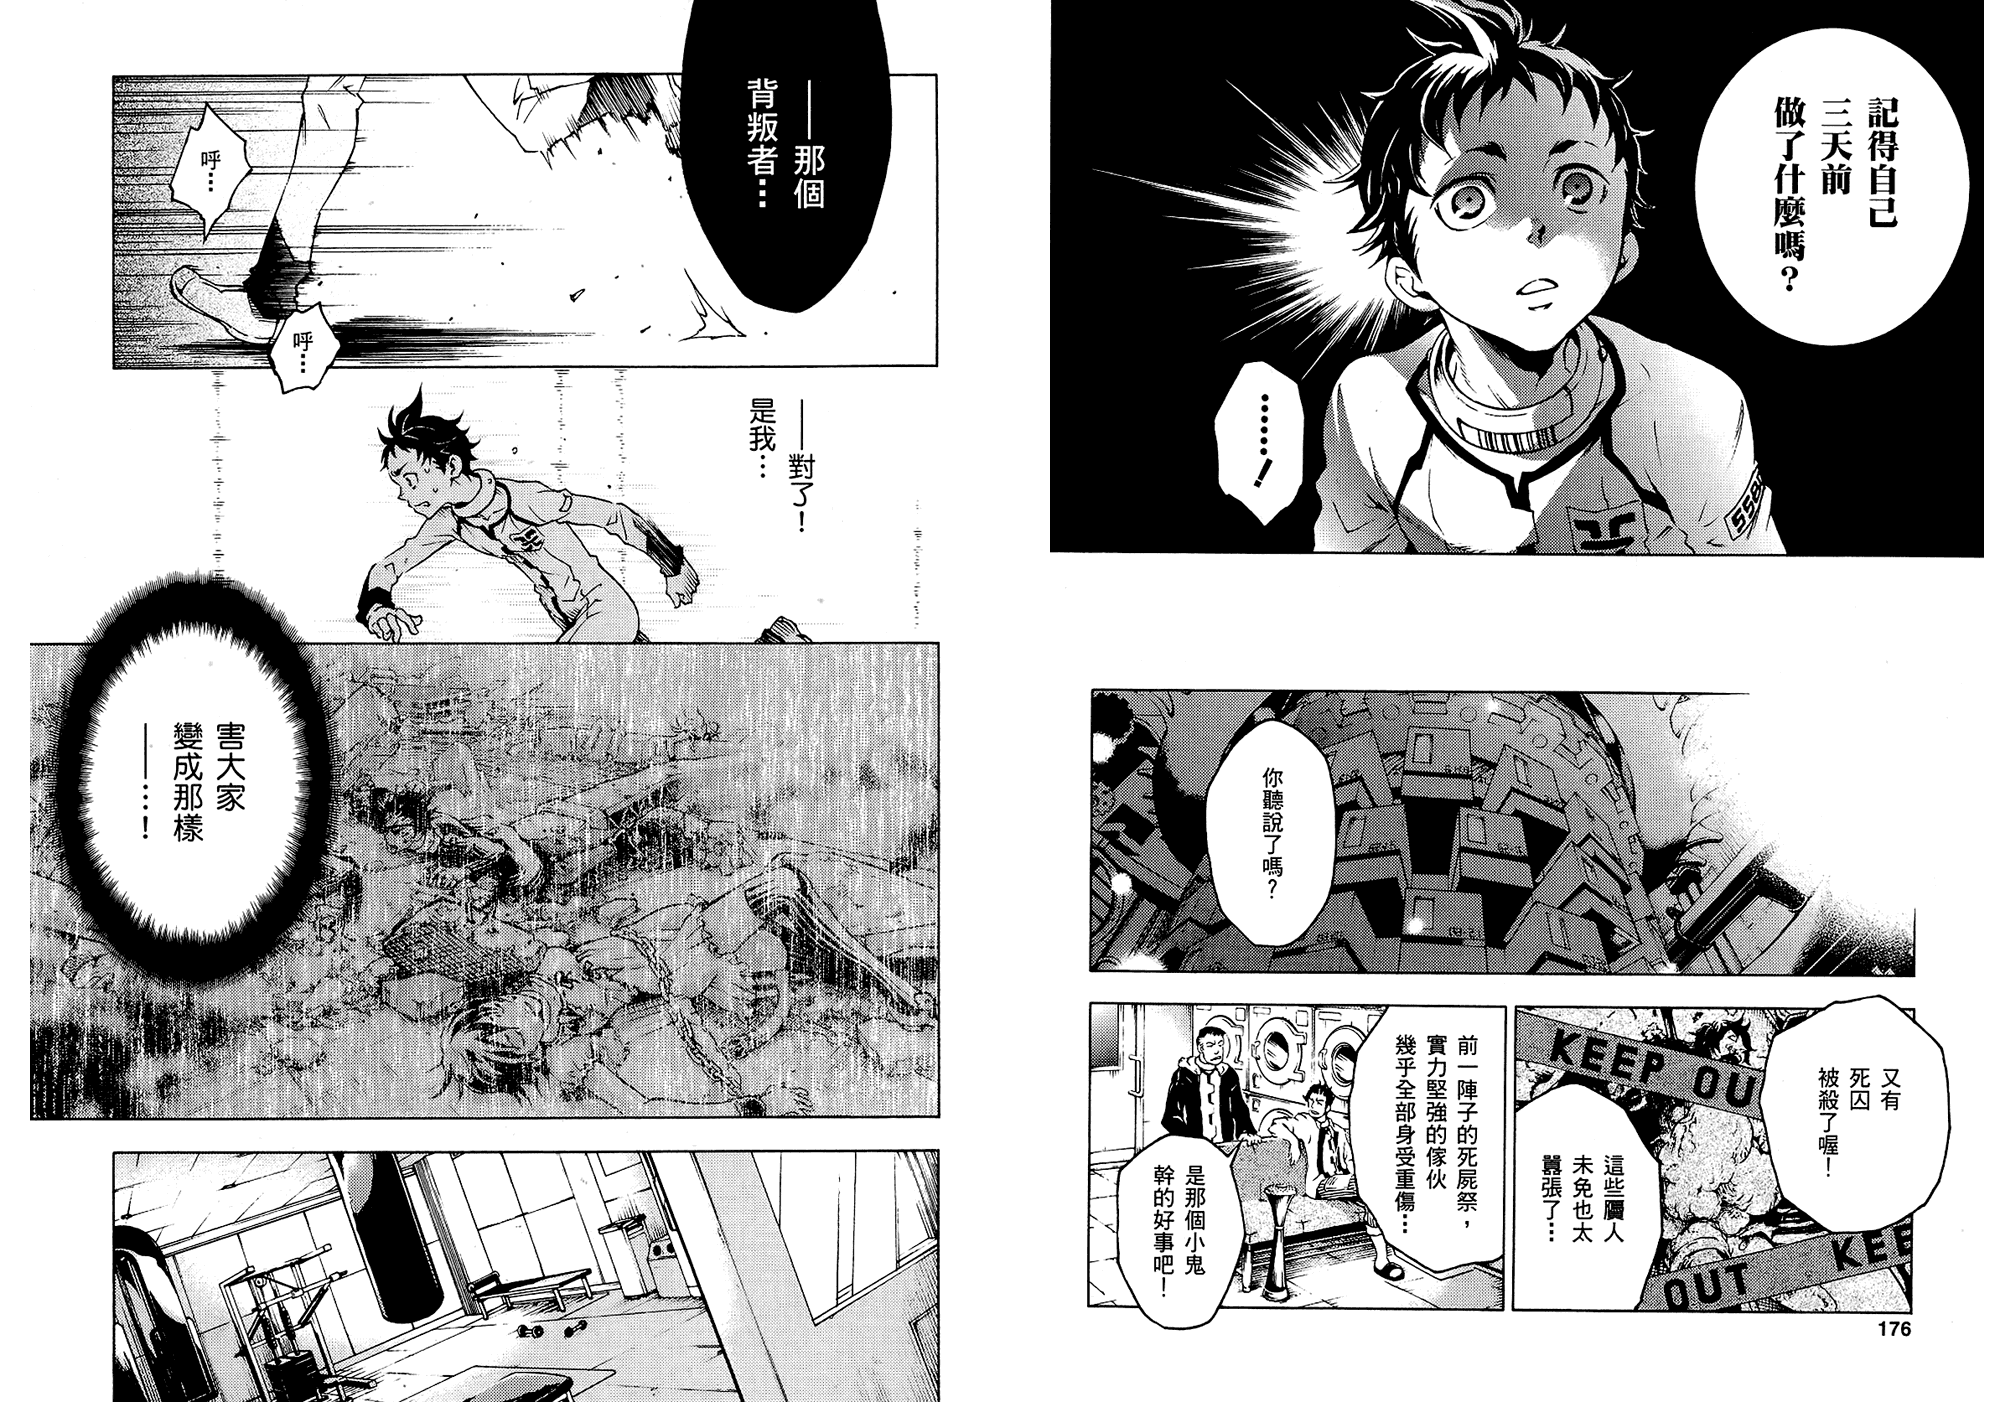 記得自己
三天前
做了什麼嗎？
……！
你聽說了嗎？
又有
死囚
被殺了喔！
KEEP OU
這些贗人
未免也太
囂張了…
OUT KEE
前一陣子的死屍祭，
實力堅強的傢伙
幾乎全部身受重傷…
是那個小鬼
幹的好事吧！
176
——那個
背叛者…
呼…
呼…
——對了！
是我…
害大家
變成那樣
——…！